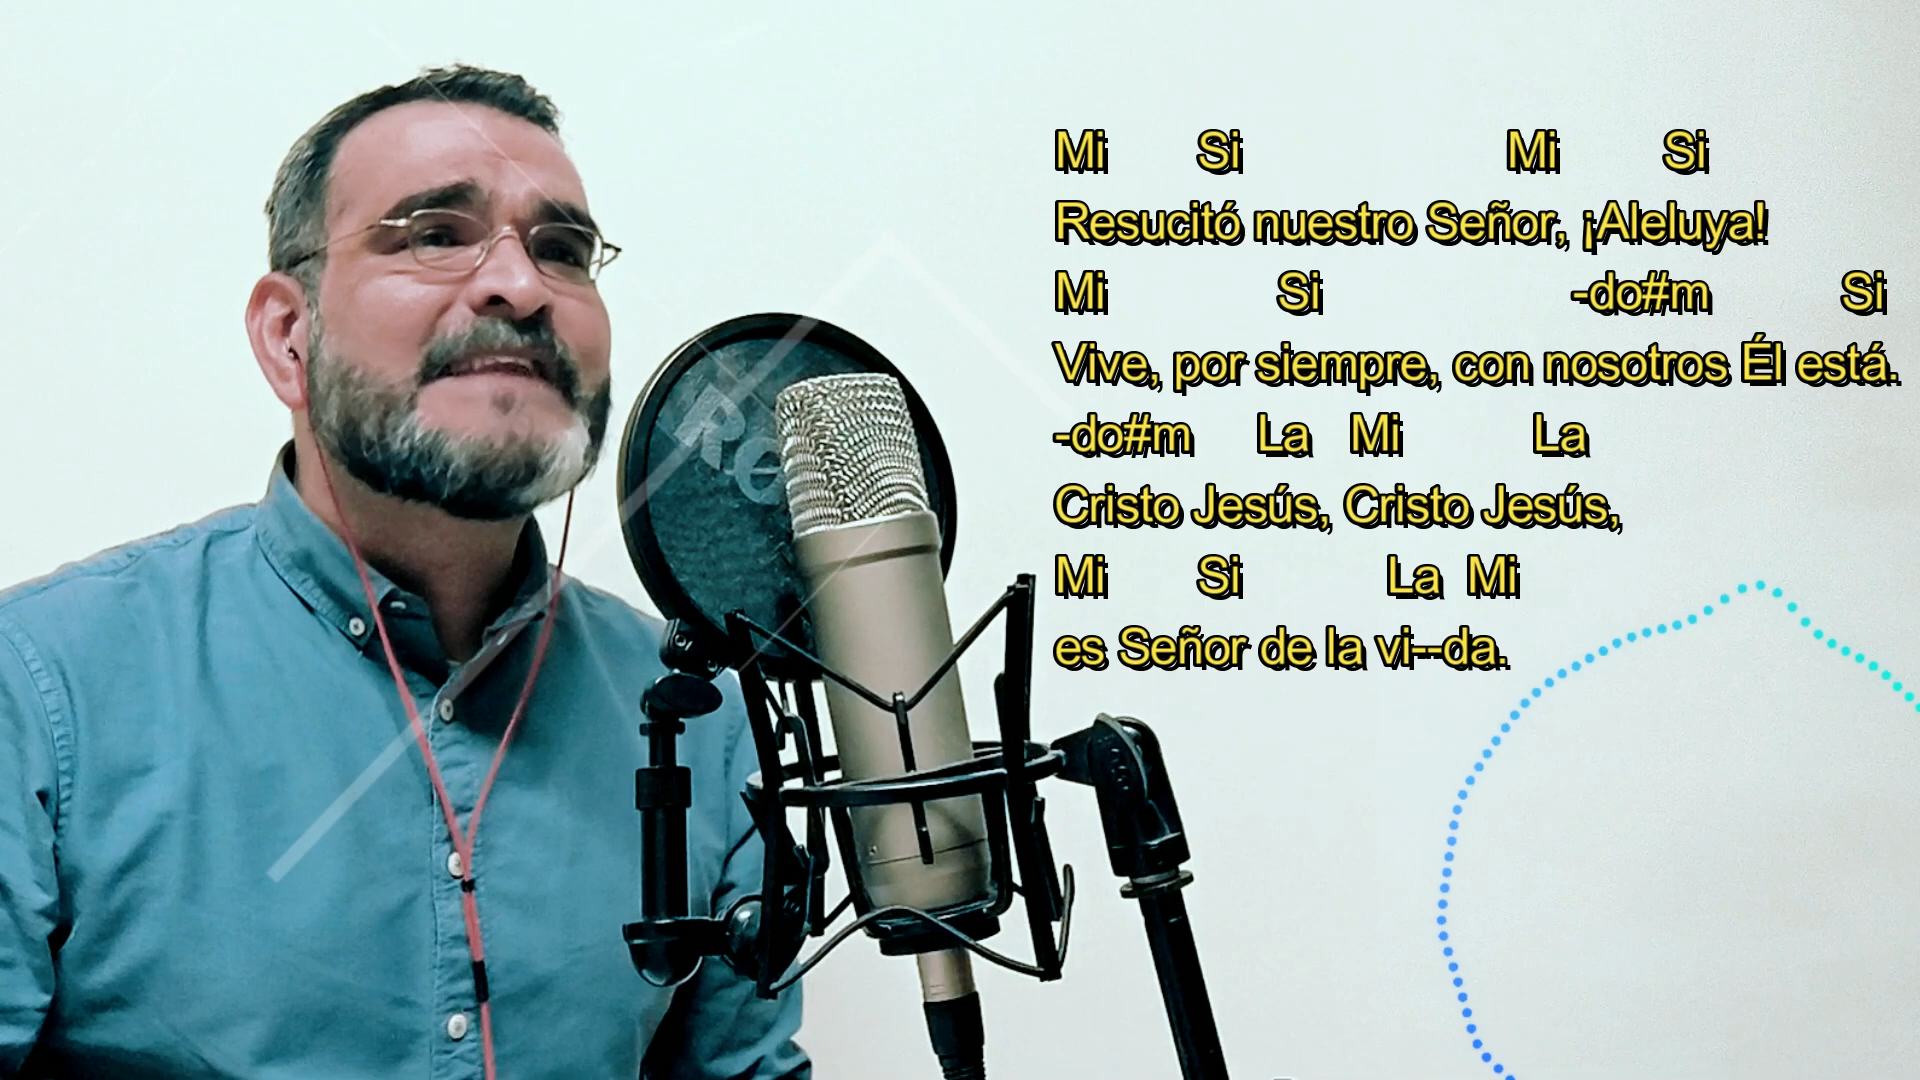 Mi Si Mi Si
Resucitó nuestro Señor, ¡Aleluya!
Mi Si -do#m Si
Vive, por siempre, con nosotros Él está.
-do#m La Mi La
Cristo Jesús, Cristo Jesús,
Mi Si La Mi
es Señor de la vi--da.